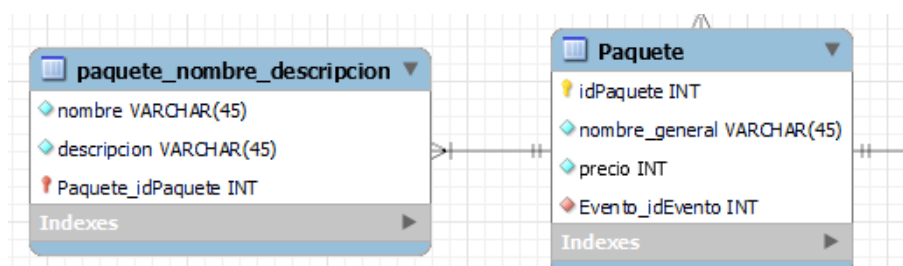 paquete_nombre_descripcion
nombre VARCHAR(45)
descripcion VARCHAR(45)
Paquete_idPaquete INT
Indexes
Paquete
idPaquete INT
nombre_general VARCHAR(45)
precio INT
Evento_idEvento INT
Indexes